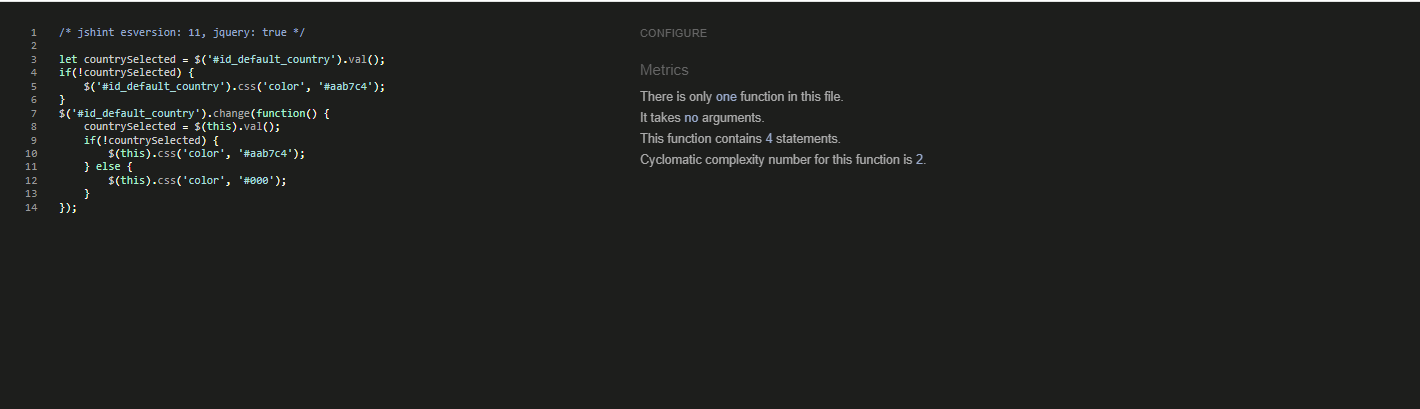 1 /* jshint esversion: 11, jquery: true */
2
3 let countrySelected = $('#id_default_country').val();
4 if(!countrySelected) {
5     $('#id_default_country').css('color', '#aab7c4');
6 }
7 $('#id_default_country').change(function() {
8     countrySelected = $(this).val();
9     if(!countrySelected) {
10         $(this).css('color', '#aab7c4');
11     } else {
12         $(this).css('color', '#000');
13     }
14 });
CONFIGURE
Metrics
There is only one function in this file.
It takes no arguments.
This function contains 4 statements.
Cyclomatic complexity number for this function is 2.